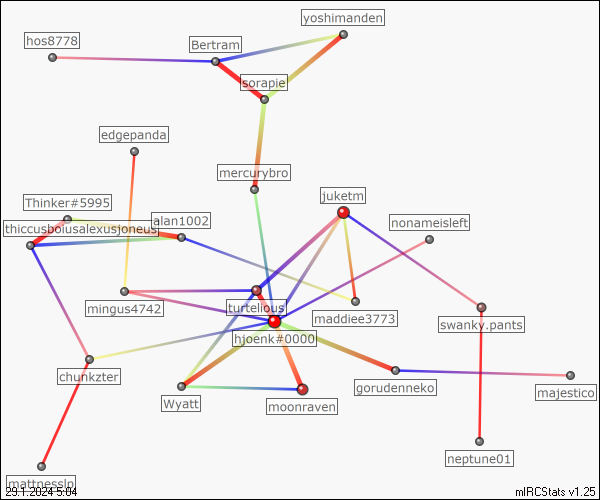 yoshimanden
hos8778
Bertram
sorapie
edgepanda
mercurybro
juketm
Thinker#5995
nonameisleft
alan1002
thiccusboiusalexusjoneus
mingus4742
turtelious
maddiee3773
swanky.pants
hjoenk#0000
chunkzter
gorudenneko
majestico
Wyatt
moonraven
neptune01
mattnesslp
29.1.2024 5:04
mIRCStats v1.25